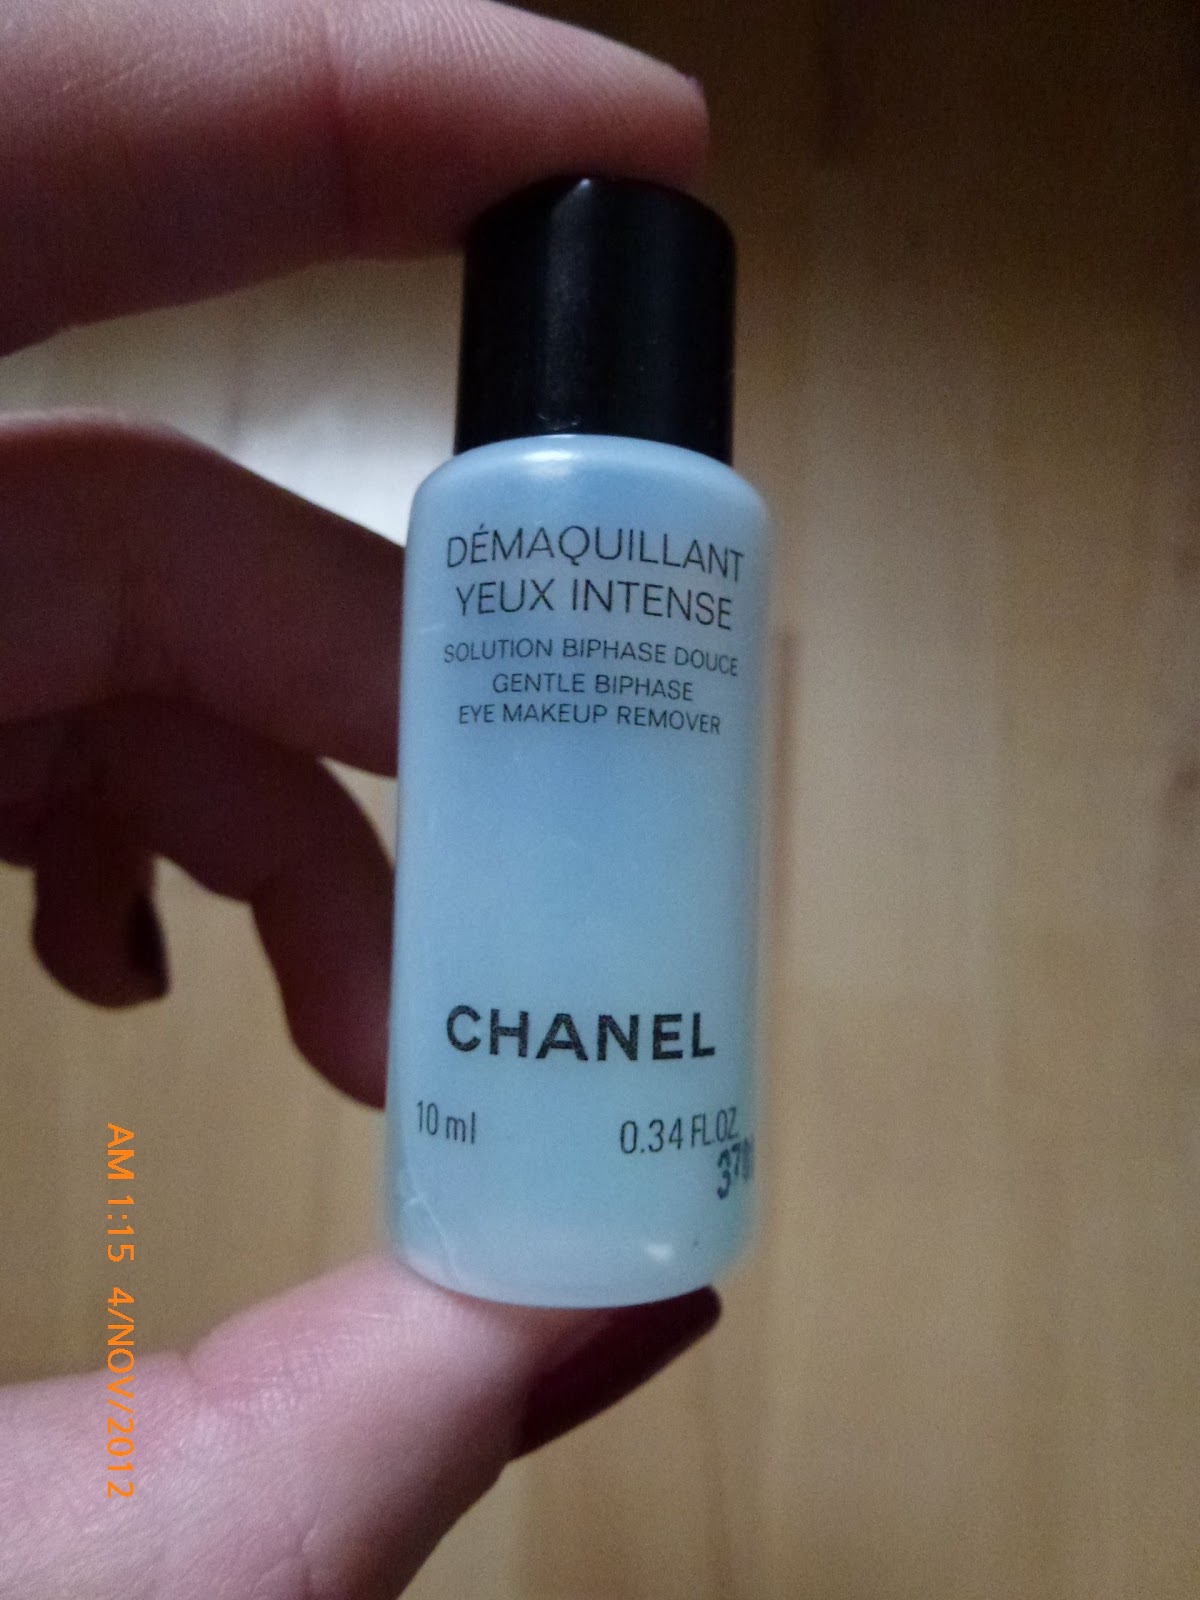 DÉMAQUILLANT
YEUX INTENSE
SOLUTION BIPHASE DOUCE
GENTLE BIPHASE
EYE MAKEUP REMOVER
CHANEL
10 ml 0.34 FL.OZ
AM 1:15 4/NOV/2012